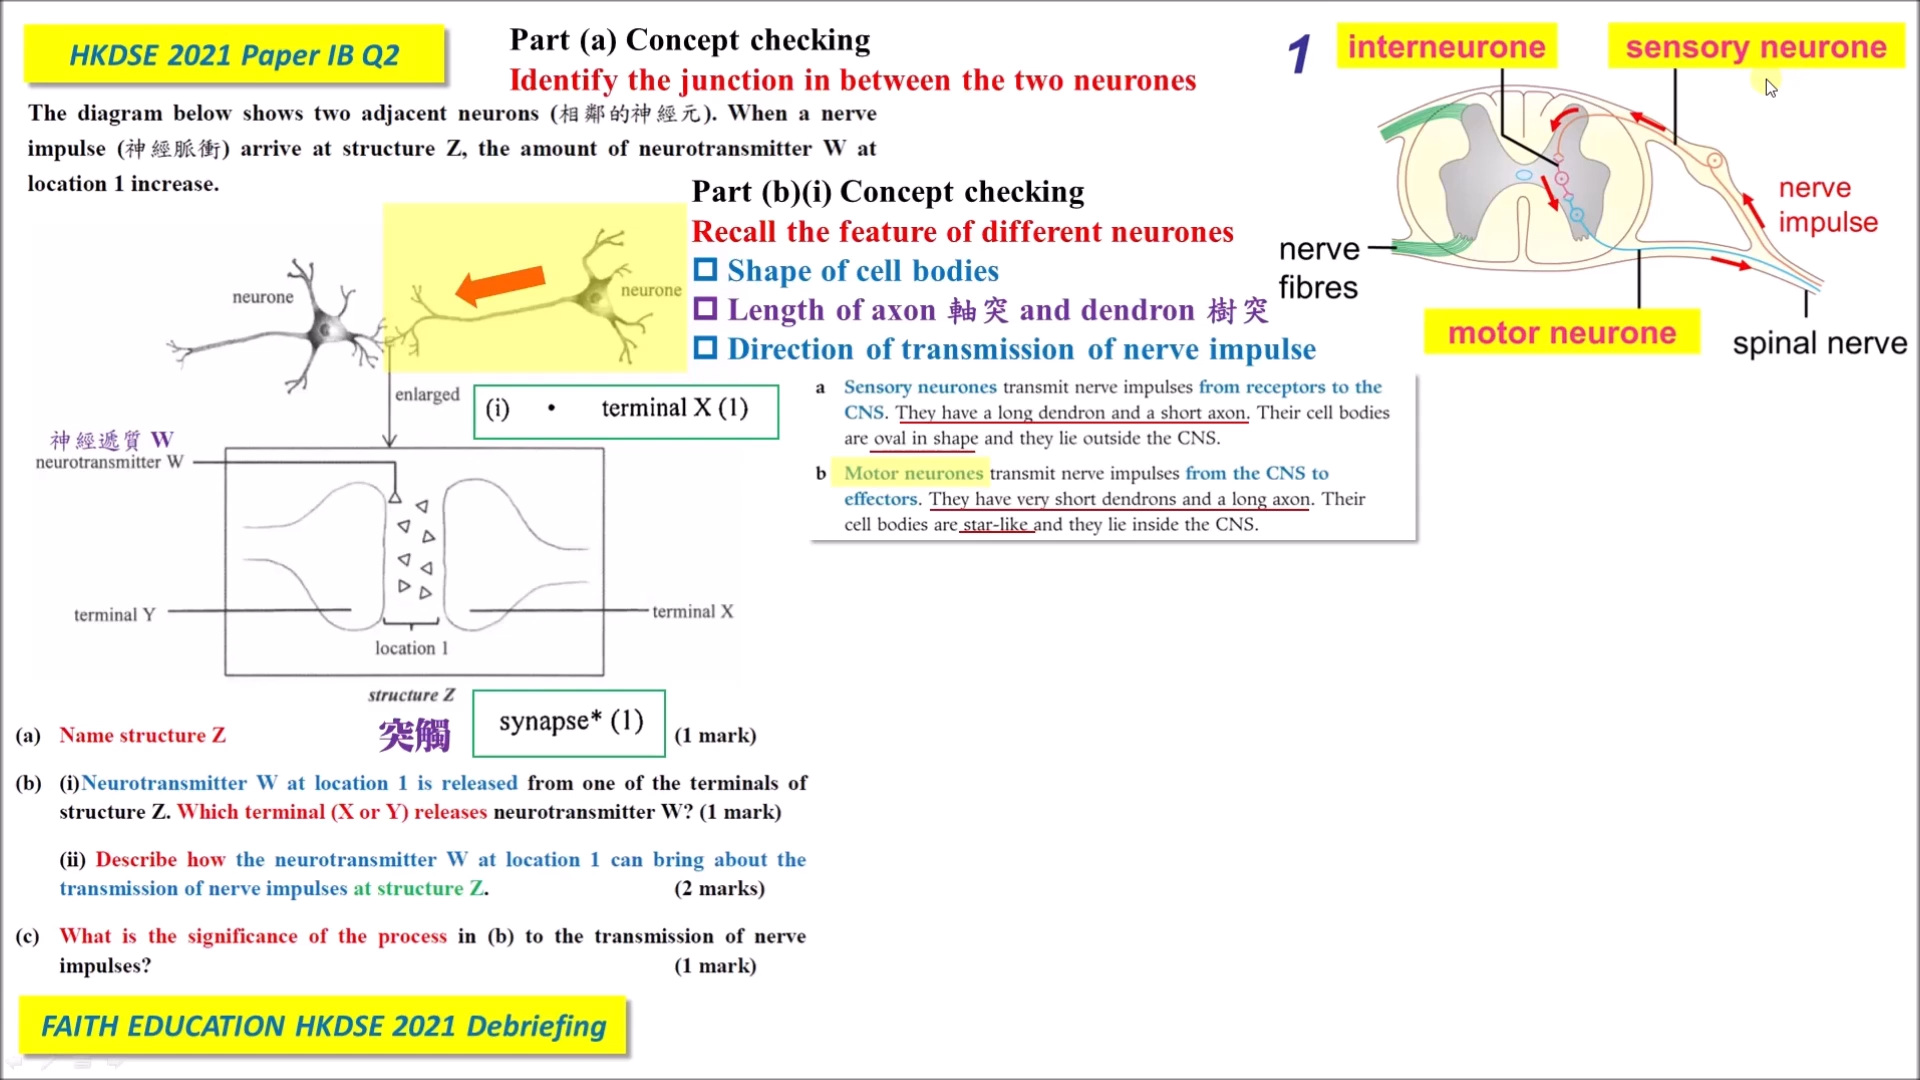 HKDSE 2021 Paper IB Q2
Part (a) Concept checking
Identify the junction in between the two neurones
The diagram below shows two adjacent neurons (相鄰的神經元). When a nerve
impulse (神經脈衝) arrive at structure Z, the amount of neurotransmitter W at
location 1 increase.
Part (b)(i) Concept checking
Recall the feature of different neurones
Shape of cell bodies
Length of axon 軸突 and dendron 樹突
Direction of transmission of nerve impulse
1
interneurone
sensory neurone
nerve
impulse
nerve
fibres
motor neurone
spinal nerve
neurone
neurone
enlarged
(i) • terminal X (1)
a Sensory neurones transmit nerve impulses from receptors to the
CNS. They have a long dendron and a short axon. Their cell bodies
are oval in shape and they lie outside the CNS.
b Motor neurones transmit nerve impulses from the CNS to
effectors. They have very short dendrons and a long axon. Their
cell bodies are star-like and they lie inside the CNS.
神經遞質 W
neurotransmitter W
terminal Y
terminal X
location 1
structure Z
突觸
synapse* (1)
(a) Name structure Z (1 mark)
(b) (i)Neurotransmitter W at location 1 is released from one of the terminals of
structure Z. Which terminal (X or Y) releases neurotransmitter W? (1 mark)
(ii) Describe how the neurotransmitter W at location 1 can bring about the
transmission of nerve impulses at structure Z. (2 marks)
(c) What is the significance of the process in (b) to the transmission of nerve
impulses? (1 mark)
FAITH EDUCATION HKDSE 2021 Debriefing